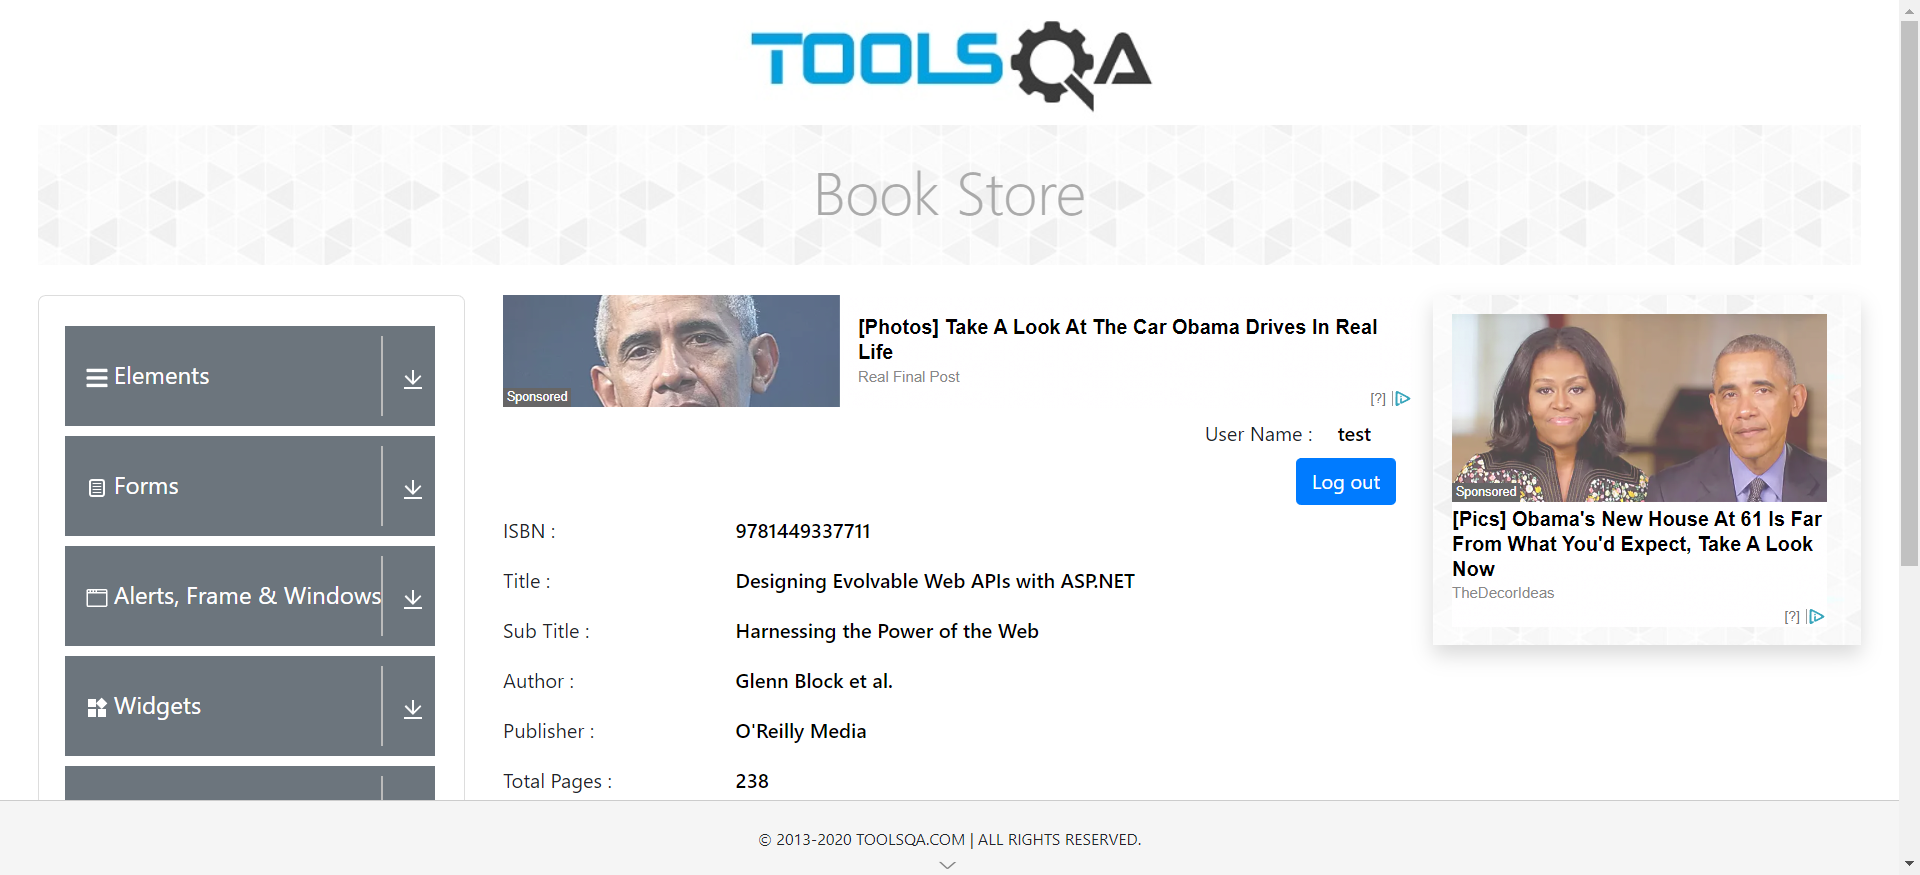 TOOLSQA
Book Store
Elements
Forms
Alerts, Frame & Windows
Widgets
Sponsored
[Photos] Take A Look At The Car Obama Drives In Real
Life
Real Final Post
[?]
User Name : test
Log out
ISBN : 9781449337711
Title : Designing Evolvable Web APIs with ASP.NET
Sub Title : Harnessing the Power of the Web
Author : Glenn Block et al.
Publisher : O'Reilly Media
Total Pages : 238
Sponsored
[Pics] Obama's New House At 61 Is Far
From What You'd Expect, Take A Look
Now
TheDecorIdeas
[?]
© 2013-2020 TOOLSQA.COM | ALL RIGHTS RESERVED.